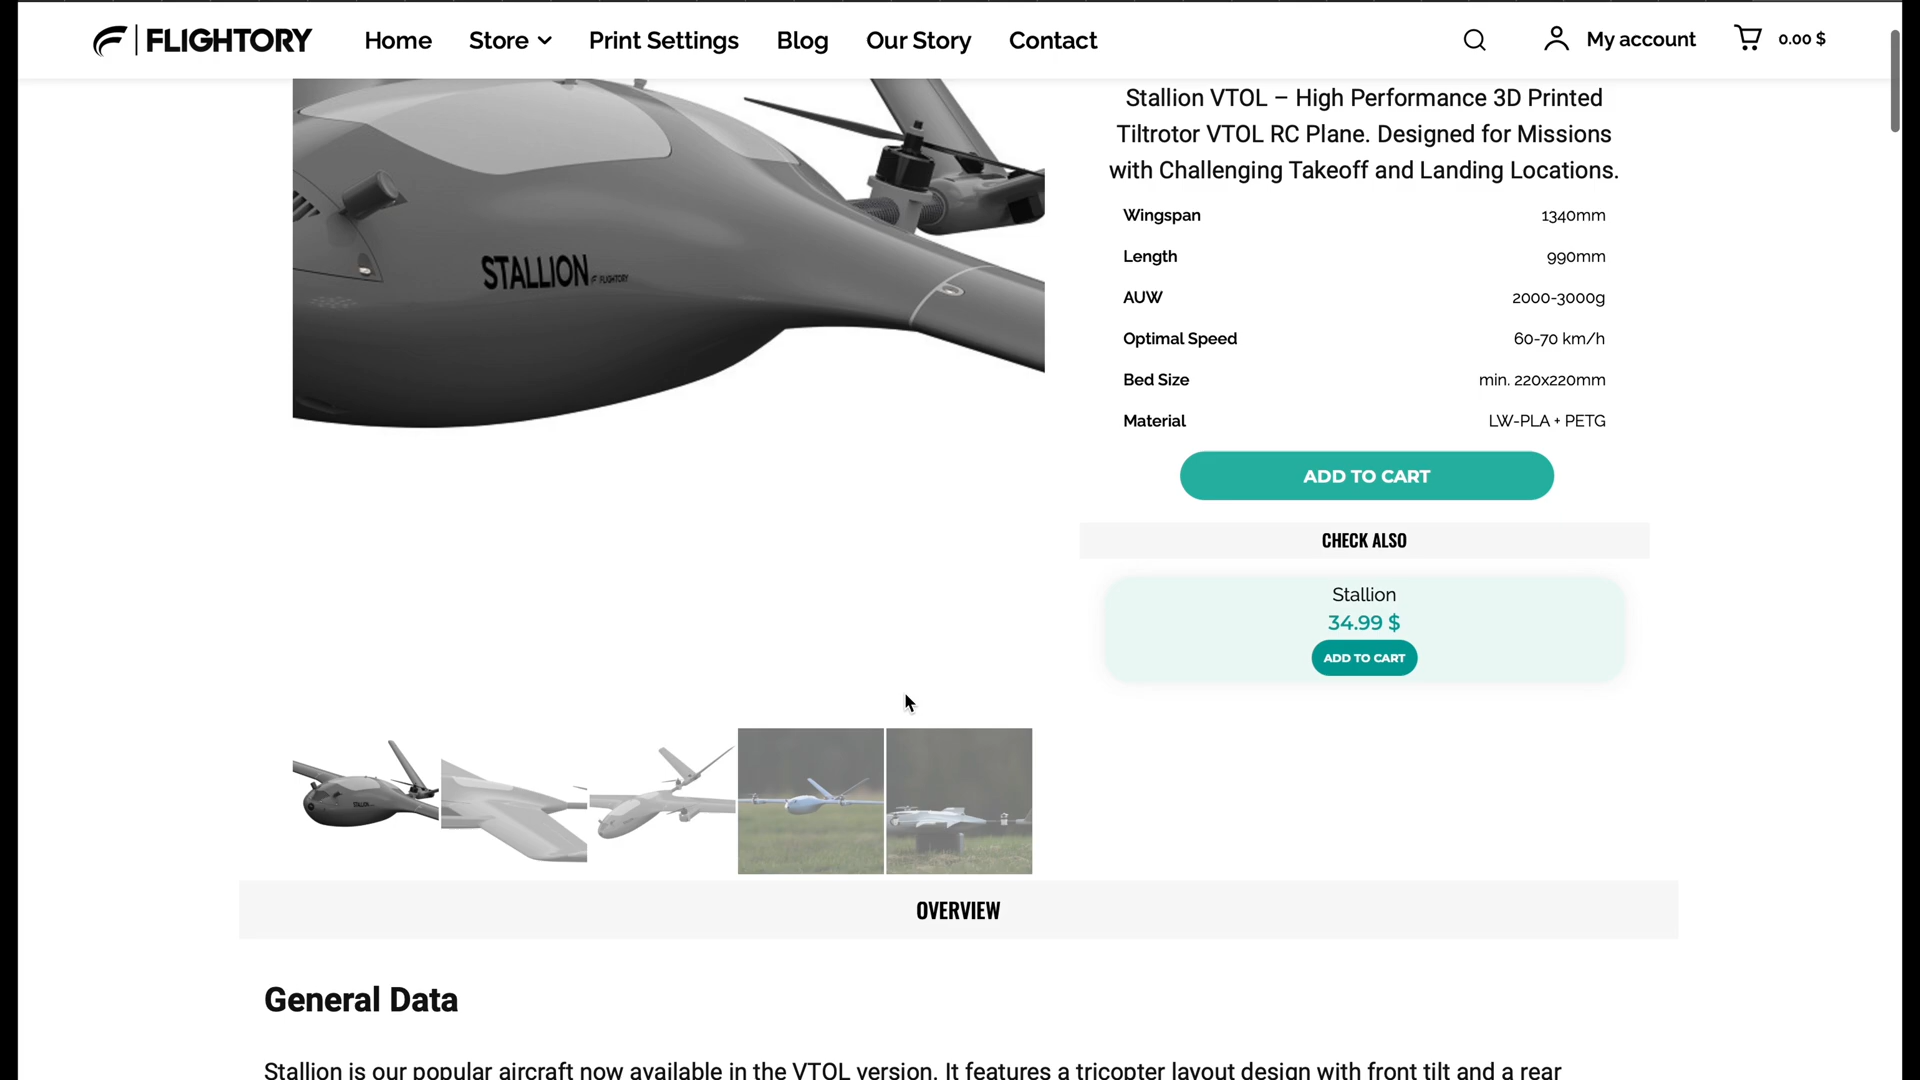 FLIGHTORY
Home
Store
Print Settings
Blog
Our Story
Contact
My account
0.00 $
STALLION
FLIGHTORY
Stallion VTOL – High Performance 3D Printed
Tiltrotor VTOL RC Plane. Designed for Missions
with Challenging Takeoff and Landing Locations.
Wingspan 1340mm
Length 990mm
AUW 2000-3000g
Optimal Speed 60-70 km/h
Bed Size min. 220x220mm
Material LW-PLA + PETG
ADD TO CART
CHECK ALSO
Stallion
34.99 $
ADD TO CART
STALLION
OVERVIEW
General Data
Stallion is our popular aircraft now available in the VTOL version. It features a tricopter layout design with front tilt and a rear